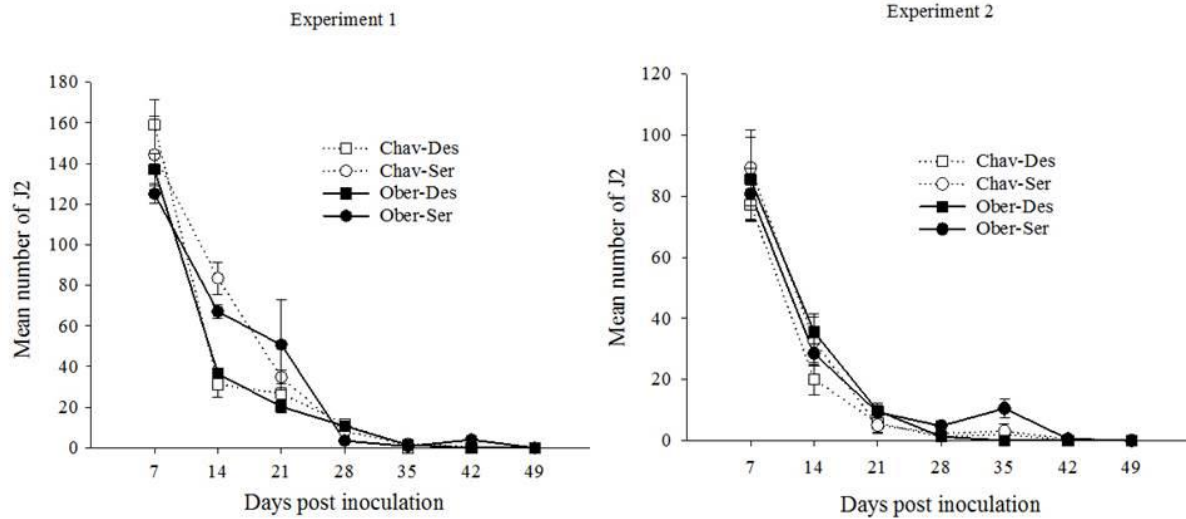 Experiment 1
180
160
140
120
100
80
60
40
20
0
Mean number of J2
Chav-Des
Chav-Ser
Ober-Des
Ober-Ser
7 14 21 28 35 42 49
Days post inoculation
Experiment 2
120
100
80
60
40
20
0
Mean number of J2
Chav-Des
Chav-Ser
Ober-Des
Ober-Ser
7 14 21 28 35 42 49
Days post inoculation